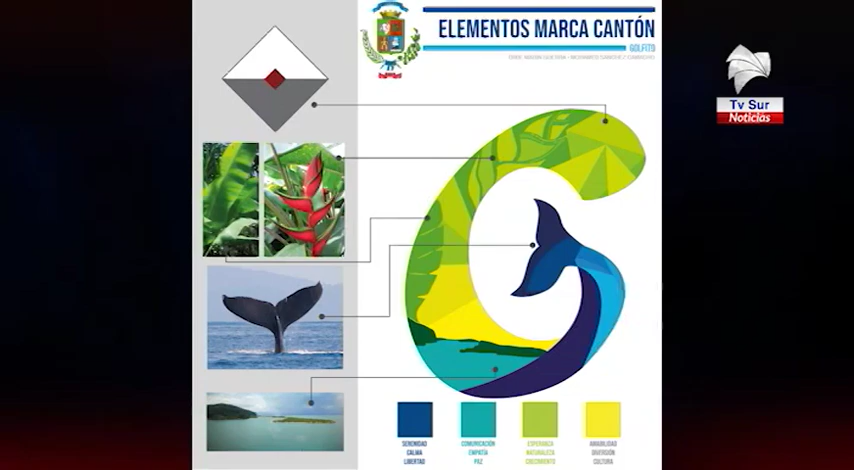 ELEMENTOS MARCA CANTÓN
GOLFITO
Tv Sur
Noticias
SERENIDAD
CALMA
LIBERTAD
COMUNICACIÓN
EMPATÍA
PAZ
ESPERANZA
NATURALEZA
CRECIMIENTO
AMABILIDAD
DIVERSIÓN
CULTURA